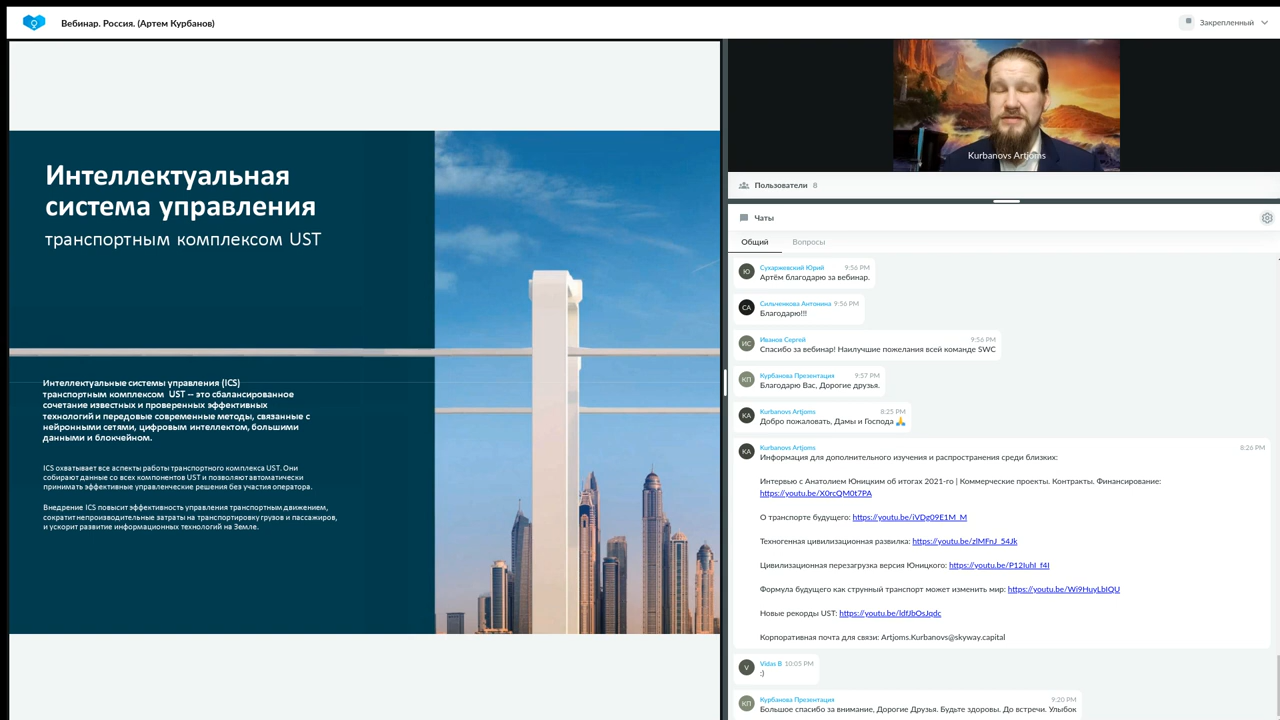 Вебинар. Россия. (Артем Курбанов)
Закрепленный
Интеллектуальная
система управления
транспортным комплексом UST
Интеллектуальные системы управления (ICS)
транспортным комплексом UST – это сбалансированное
сочетание известных и проверенных эффективных
технологий и передовые современные методы, связанные с
нейронными сетями, цифровым интеллектом, большими
данными и блокчейном.
ICS охватывает все аспекты работы транспортного комплекса UST. Они
собирают данные со всех компонентов UST и позволяют автоматически
принимать эффективные управленческие решения без участия оператора.
Внедрение ICS повысит эффективность управления транспортным движением,
сократит непроизводительные затраты на транспортировку грузов и пассажиров,
и ускорит развитие информационных технологий на Земле.
Kurbanovs Artjoms
Пользователи 8
Чаты
Общий Вопросы
Ю Сухаржевский Юрий 9:56 PM
Артём благодарю за вебинар.
СА Сильченкова Антонина 9:56 PM
Благодарю!!!
ИС Иванов Сергей 9:56 PM
Спасибо за вебинар! Наилучшие пожелания всей команде SWC
КП Курбанова Презентация 9:57 PM
Благодарю Вас, Дорогие друзья.
KA Kurbanovs Artjoms 8:25 PM
Добро пожаловать, Дамы и Господа 🙏
KA Kurbanovs Artjoms 8:26 PM
Информация для дополнительного изучения и распространения среди близких:
Интервью с Анатолием Юницким об итогах 2021-го | Коммерческие проекты. Контракты. Финансирование:
https://youtu.be/X0rcQM0t7PA
О транспорте будущего: https://youtu.be/iVDg09E1M_M
Техногенная цивилизационная развилка: https://youtu.be/zlMFnJ_54Jk
Цивилизационная перезагрузка версия Юницкого: https://youtu.be/P12IuhI_f4I
Формула будущего как струнный транспорт может изменить мир: https://youtu.be/Wi9HuyLbIQU
Новые рекорды UST: https://youtu.be/ldfJbOsJqdc
Корпоративная почта для связи: Artjoms.Kurbanovs@skyway.capital
V Vidas B 10:05 PM
:)
КП Курбанова Презентация 9:20 PM
Большое спасибо за внимание, Дорогие Друзья. Будьте здоровы. До встречи. Улыбок